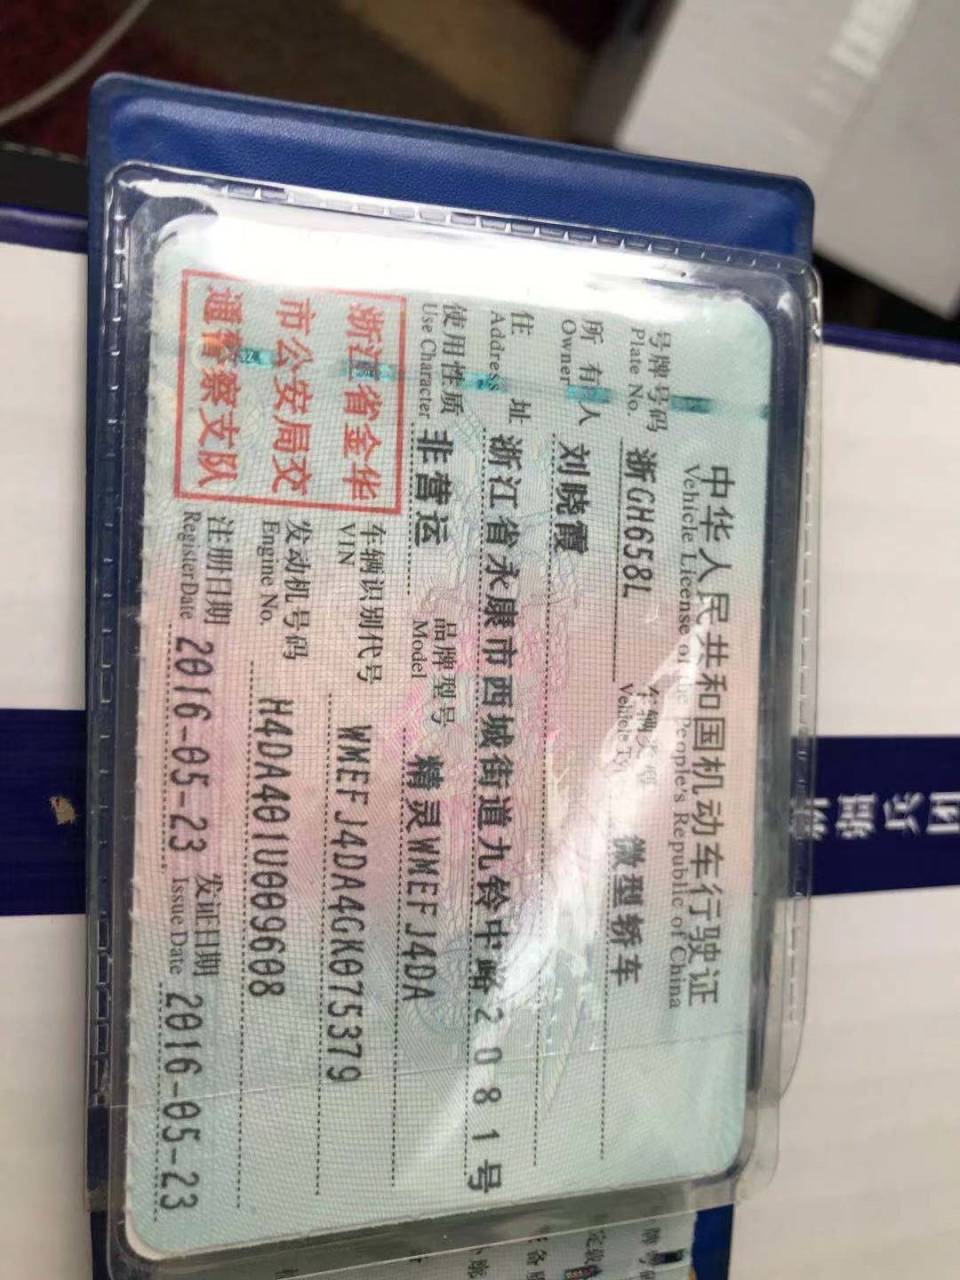 中华人民共和国机动车行驶证
Vehicle License of the People's Republic of China
号牌号码 浙GH658L 车辆类型 微型轿车
Plate No. Vehicle Ty
所有人 刘晓霞
Owner
住址 浙江省永康市西城街道九铃中路2081号
Address
使用性质 非营运 品牌型号 精灵WMEFJ4DA
Use Character Model
浙江省金华
市公安局交
通警察支队
车辆识别代号 WMEFJ4DA4GK075379
VIN
发动机号码 H4DA401U009608
Engine No.
注册日期 2016-05-23 发证日期 2016-05-23
Register Date Issue Date